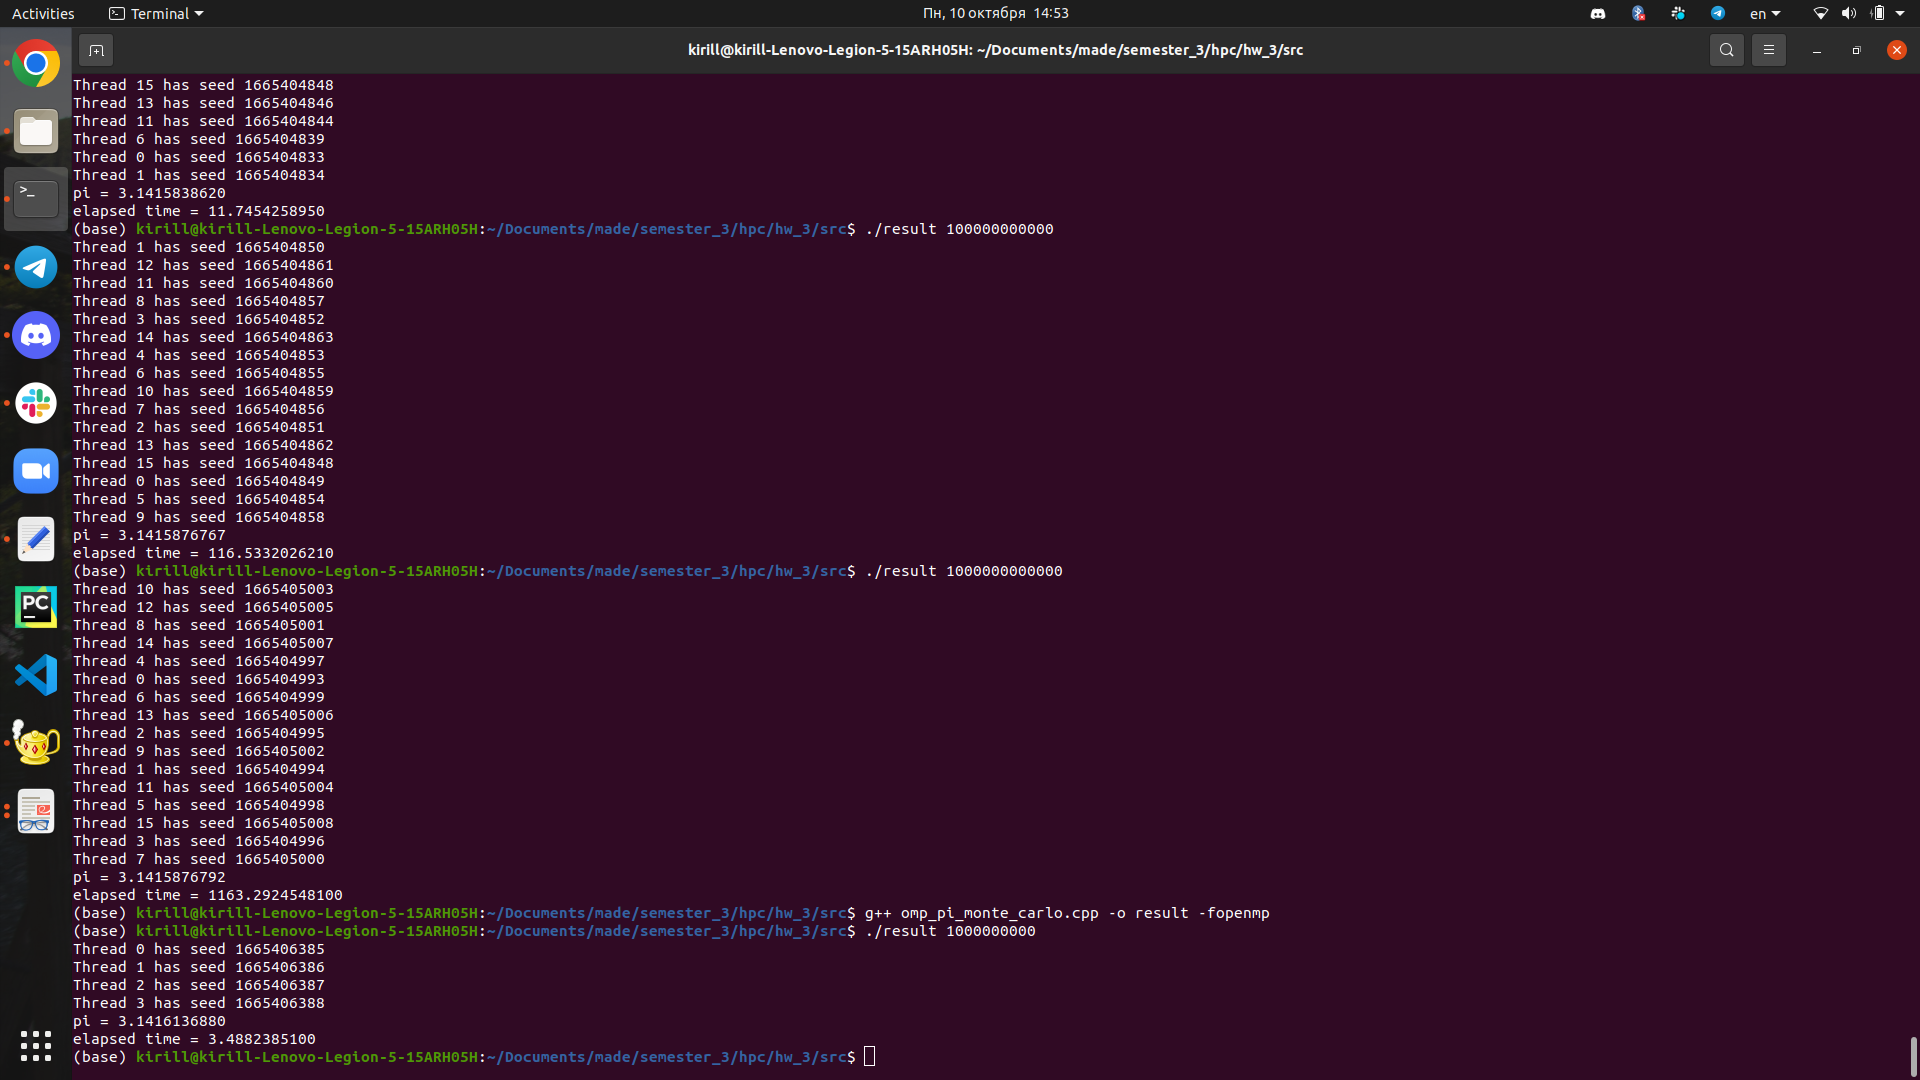 Activities
Terminal
Пн, 10 октября 14:53
en
kirill@kirill-Lenovo-Legion-5-15ARH05H: ~/Documents/made/semester_3/hpc/hw_3/src
Thread 15 has seed 1665404848
Thread 13 has seed 1665404846
Thread 11 has seed 1665404844
Thread 6 has seed 1665404839
Thread 0 has seed 1665404833
Thread 1 has seed 1665404834
pi = 3.1415838620
elapsed time = 11.7454258950
(base) kirill@kirill-Lenovo-Legion-5-15ARH05H:~/Documents/made/semester_3/hpc/hw_3/src$ ./result 100000000000
Thread 1 has seed 1665404850
Thread 12 has seed 1665404861
Thread 11 has seed 1665404860
Thread 8 has seed 1665404857
Thread 3 has seed 1665404852
Thread 14 has seed 1665404863
Thread 4 has seed 1665404853
Thread 6 has seed 1665404855
Thread 10 has seed 1665404859
Thread 7 has seed 1665404856
Thread 2 has seed 1665404851
Thread 13 has seed 1665404862
Thread 15 has seed 1665404848
Thread 0 has seed 1665404849
Thread 5 has seed 1665404854
Thread 9 has seed 1665404858
pi = 3.1415876767
elapsed time = 116.5332026210
(base) kirill@kirill-Lenovo-Legion-5-15ARH05H:~/Documents/made/semester_3/hpc/hw_3/src$ ./result 1000000000000
Thread 10 has seed 1665405003
Thread 12 has seed 1665405005
Thread 8 has seed 1665405001
Thread 14 has seed 1665405007
Thread 4 has seed 1665404997
Thread 0 has seed 1665404993
Thread 6 has seed 1665404999
Thread 13 has seed 1665405006
Thread 2 has seed 1665404995
Thread 9 has seed 1665405002
Thread 1 has seed 1665404994
Thread 11 has seed 1665405004
Thread 5 has seed 1665404998
Thread 15 has seed 1665405008
Thread 3 has seed 1665404996
Thread 7 has seed 1665405000
pi = 3.1415876792
elapsed time = 1163.2924548100
(base) kirill@kirill-Lenovo-Legion-5-15ARH05H:~/Documents/made/semester_3/hpc/hw_3/src$ g++ omp_pi_monte_carlo.cpp -o result -fopenmp
(base) kirill@kirill-Lenovo-Legion-5-15ARH05H:~/Documents/made/semester_3/hpc/hw_3/src$ ./result 1000000000
Thread 0 has seed 1665406385
Thread 1 has seed 1665406386
Thread 2 has seed 1665406387
Thread 3 has seed 1665406388
pi = 3.1416136880
elapsed time = 3.4882385100
(base) kirill@kirill-Lenovo-Legion-5-15ARH05H:~/Documents/made/semester_3/hpc/hw_3/src$
>_
PC